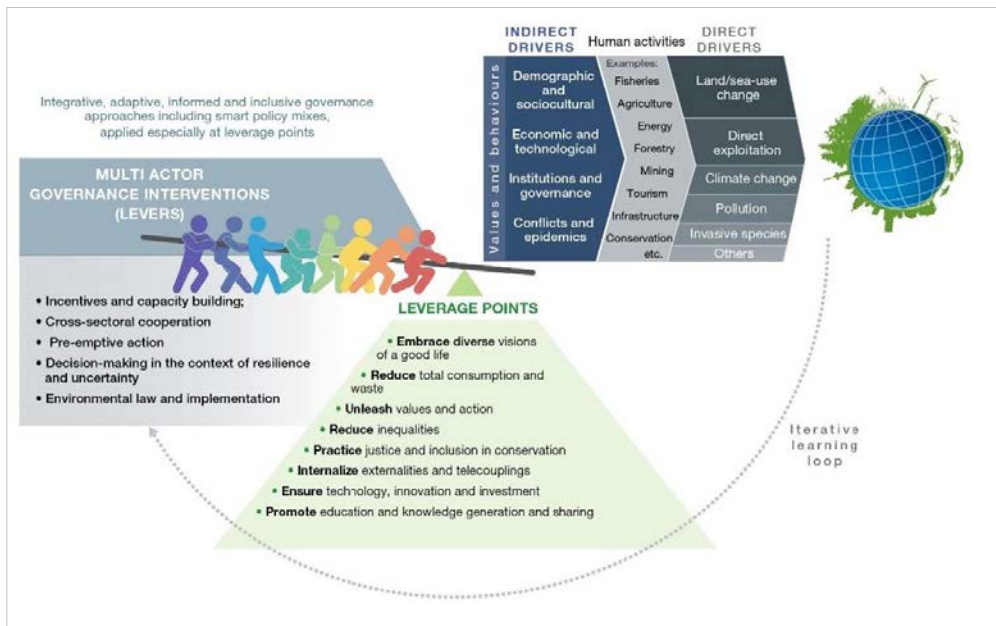 Integrative, adaptive, informed and inclusive governance
approaches including smart policy mixes,
applied especially at leverage points
MULTI ACTOR
GOVERNANCE INTERVENTIONS
(LEVERS)
• Incentives and capacity building;
• Cross-sectoral cooperation
• Pre-emptive action
• Decision-making in the context of resilience
and uncertainty
• Environmental law and implementation
INDIRECT
DRIVERS
Values and behaviours
Demographic
and
sociocultural
Economic and
technological
Institutions and
governance
Conflicts and
epidemics
Human activities
Examples:
Fisheries
Agriculture
Energy
Forestry
Mining
Tourism
Infrastructure
Conservation
etc.
DIRECT
DRIVERS
Land/sea-use
change
Direct
exploitation
Climate change
Pollution
Invasive species
Others
LEVERAGE POINTS
• Embrace diverse visions
of a good life
• Reduce total consumption and
waste
• Unleash values and action
• Reduce inequalities
• Practice justice and inclusion in conservation
• Internalize externalities and telecouplings
• Ensure technology, innovation and investment
• Promote education and knowledge generation and sharing
Iterative
learning
loop